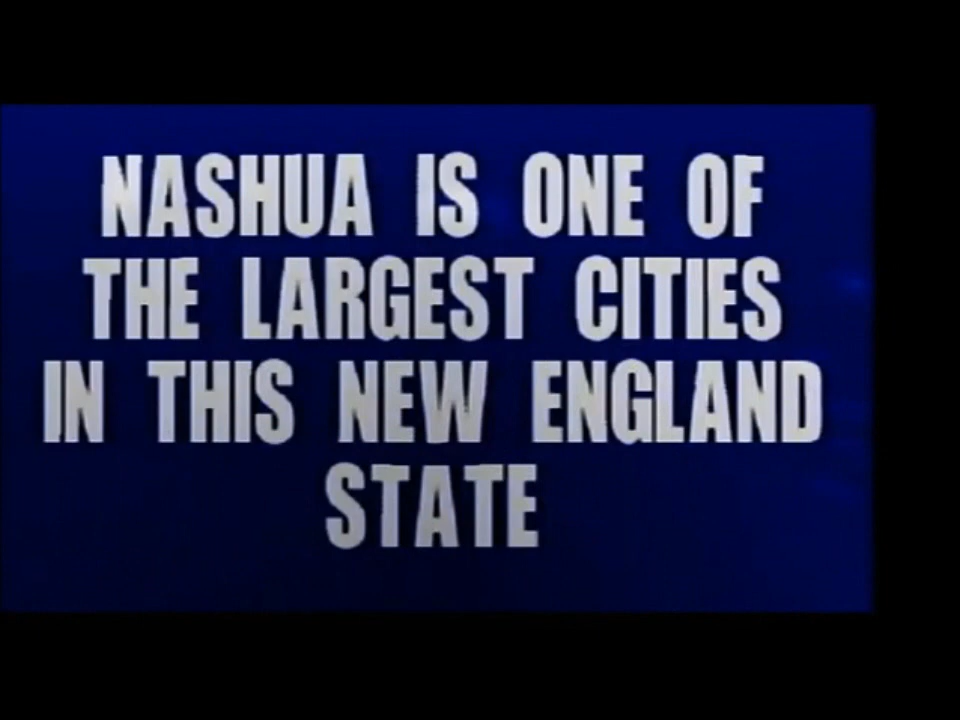 NASHUA IS ONE OF
THE LARGEST CITIES
IN THIS NEW ENGLAND
STATE